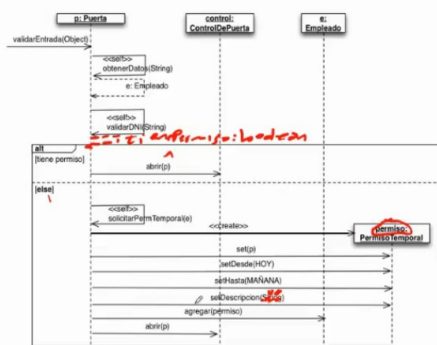 p: Puerta
control:
ControlDePuerta
e:
Empleado
validarEntrada(Object)
<<self>>
obtenerDatos(String)
e: Empleado
<<self>>
validarDNI(String)
alt
[tiene permiso]
abrir(p)
[else]
<<self>>
solicitarPermTemporal(e)
<<create>>
permiso:
PermisoTemporal
set(p)
setDesde(HOY)
setHasta(MAÑANA)
agregar(permiso)
abrir(p)